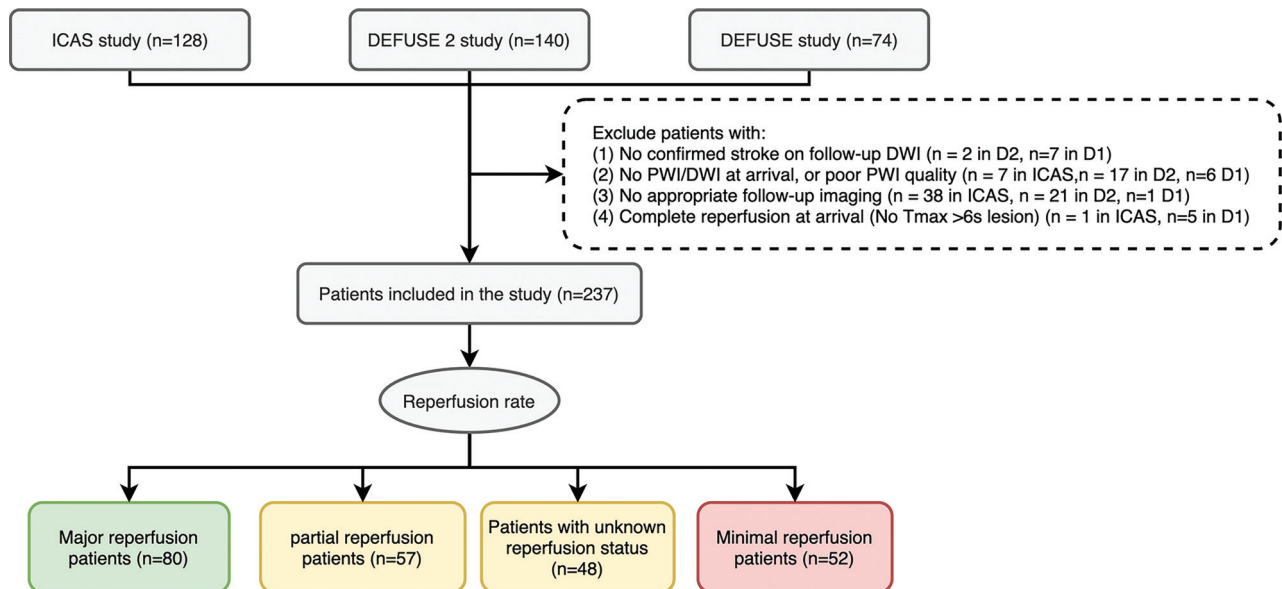 ICAS study (n=128)
DEFUSE 2 study (n=140)
DEFUSE study (n=74)
Exclude patients with:
(1) No confirmed stroke on follow-up DWI (n = 2 in D2, n=7 in D1)
(2) No PWI/DWI at arrival, or poor PWI quality (n = 7 in ICAS,n = 17 in D2, n=6 D1)
(3) No appropriate follow-up imaging (n = 38 in ICAS, n = 21 in D2, n=1 D1)
(4) Complete reperfusion at arrival (No Tmax >6s lesion) (n = 1 in ICAS, n=5 in D1)
Patients included in the study (n=237)
Reperfusion rate
Major reperfusion
patients (n=80)
partial reperfusion
patients (n=57)
Patients with unknown
reperfusion status
(n=48)
Minimal reperfusion
patients (n=52)